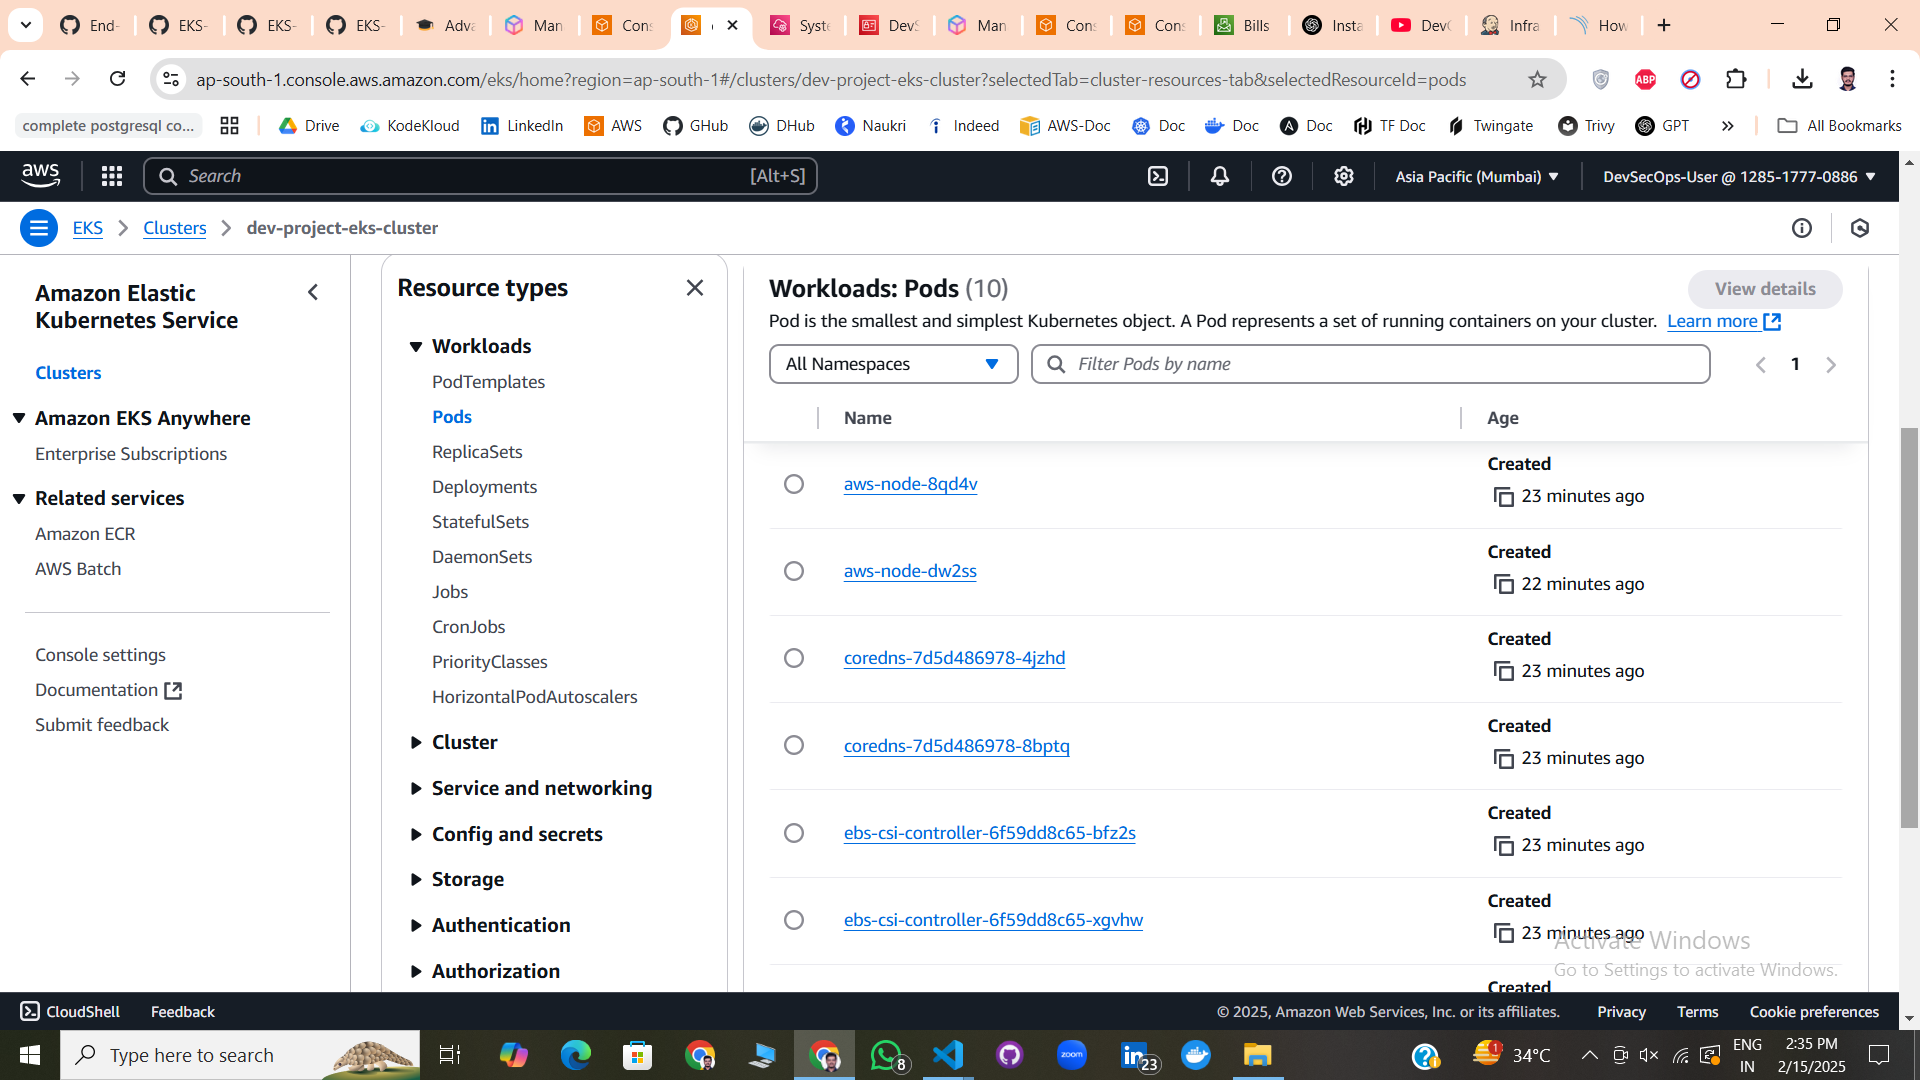 End-
EKS-
EKS-
EKS-
Adva
Man
Cons
Syste
DevS
Man
Cons
Cons
Bills
Insta
DevO
Infra
How
ap-south-1.console.aws.amazon.com/eks/home?region=ap-south-1#/clusters/dev-project-eks-cluster?selectedTab=cluster-resources-tab&selectedResourceId=pods
ABP
complete postgresql co...
Drive
KodeKloud
LinkedIn
AWS
GHub
DHub
Naukri
Indeed
AWS-Doc
Doc
Doc
Doc
TF Doc
Twingate
Trivy
GPT
All Bookmarks
aws
Search
[Alt+S]
Asia Pacific (Mumbai)
DevSecOps-User @ 1285-1777-0886
EKS
Clusters
dev-project-eks-cluster
Amazon Elastic
Kubernetes Service
Clusters
Amazon EKS Anywhere
Enterprise Subscriptions
Related services
Amazon ECR
AWS Batch
Console settings
Documentation
Submit feedback
Resource types
Workloads
PodTemplates
Pods
ReplicaSets
Deployments
StatefulSets
DaemonSets
Jobs
CronJobs
PriorityClasses
HorizontalPodAutoscalers
Cluster
Service and networking
Config and secrets
Storage
Authentication
Authorization
Workloads: Pods (10)
View details
Pod is the smallest and simplest Kubernetes object. A Pod represents a set of running containers on your cluster. Learn more
All Namespaces
Filter Pods by name
1
Name
Age
aws-node-8qd4v
Created
23 minutes ago
aws-node-dw2ss
Created
22 minutes ago
coredns-7d5d486978-4jzhd
Created
23 minutes ago
coredns-7d5d486978-8bptq
Created
23 minutes ago
ebs-csi-controller-6f59dd8c65-bfz2s
Created
23 minutes ago
ebs-csi-controller-6f59dd8c65-xgvhw
Created
23 minutes ago
Created
Activate Windows
Go to Settings to activate Windows.
CloudShell
Feedback
© 2025, Amazon Web Services, Inc. or its affiliates.
Privacy
Terms
Cookie preferences
Type here to search
8
zoom
23
1
34°C
ENG
IN
2:35 PM
2/15/2025